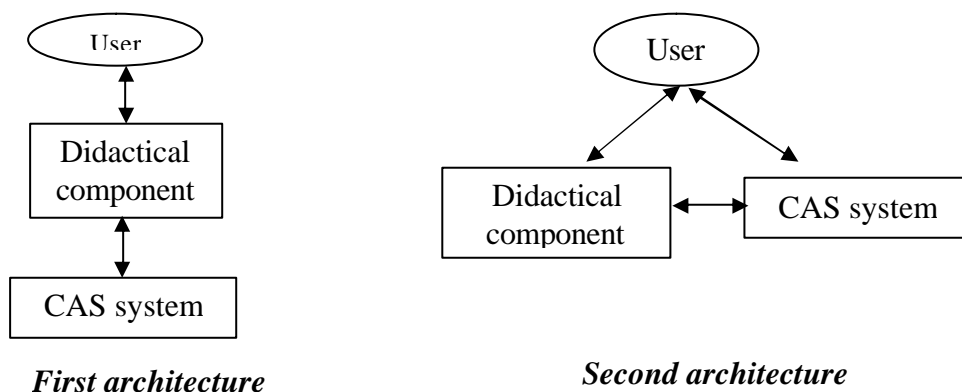 User
Didactical
component
CAS system
First architecture
User
Didactical
component
CAS system
Second architecture